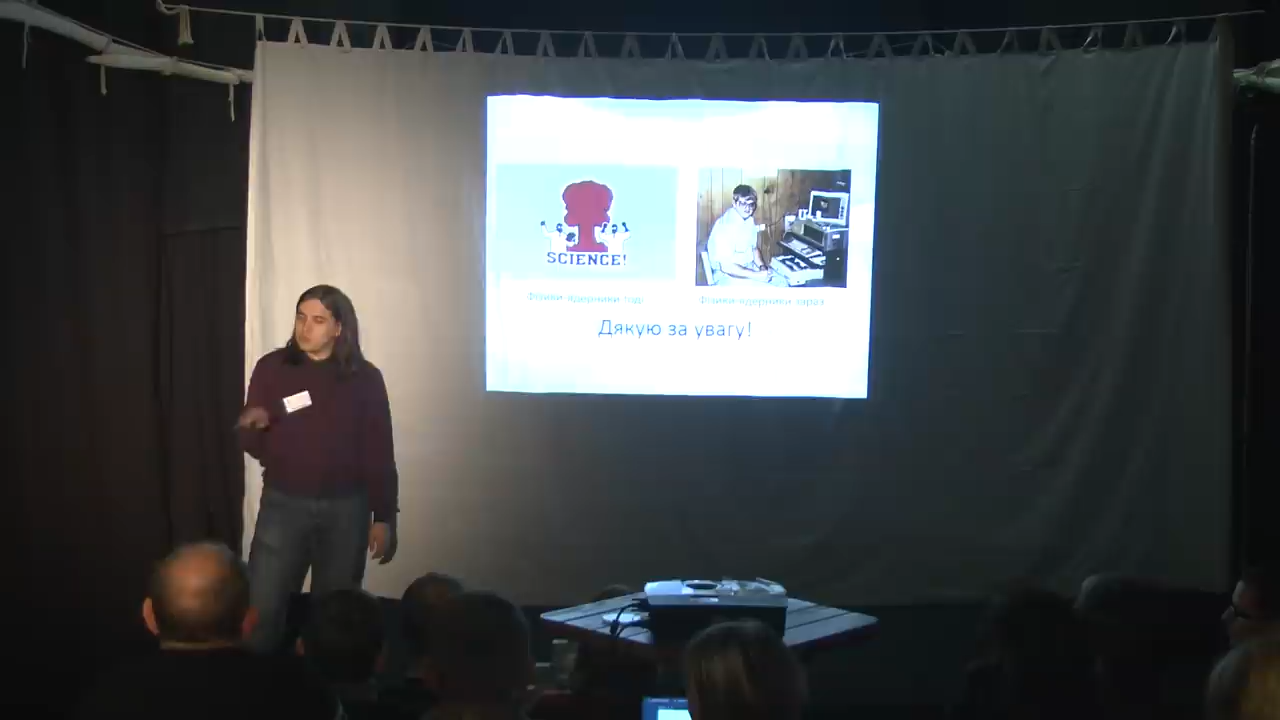 SCIENCE!
Фізики-ядерники тоді
Фізики-ядерники зараз
Дякую за увагу!